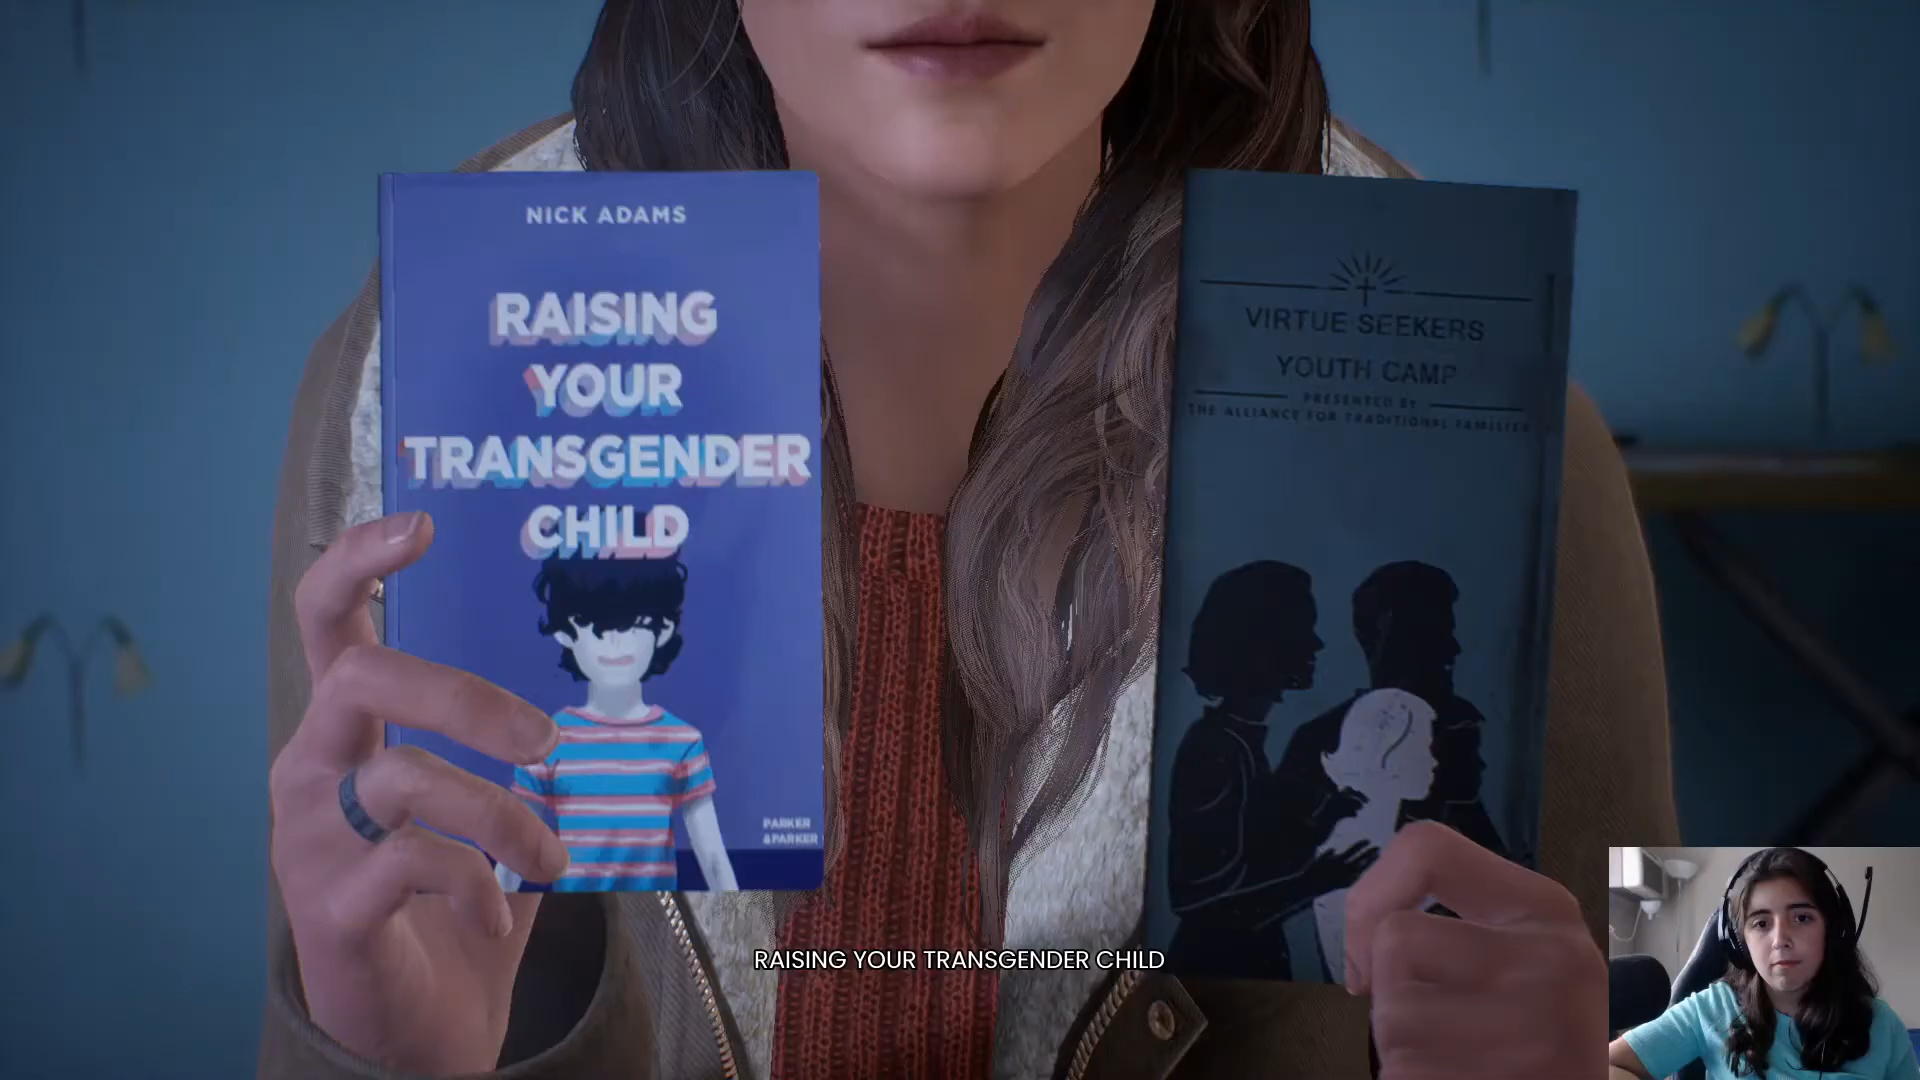 NICK ADAMS
RAISING
YOUR
TRANSGENDER
CHILD
PARKER
&PARKER
VIRTUE SEEKERS
YOUTH CAMP
PRESENTED BY
THE ALLIANCE FOR TRADITIONAL FAMILIES
RAISING YOUR TRANSGENDER CHILD